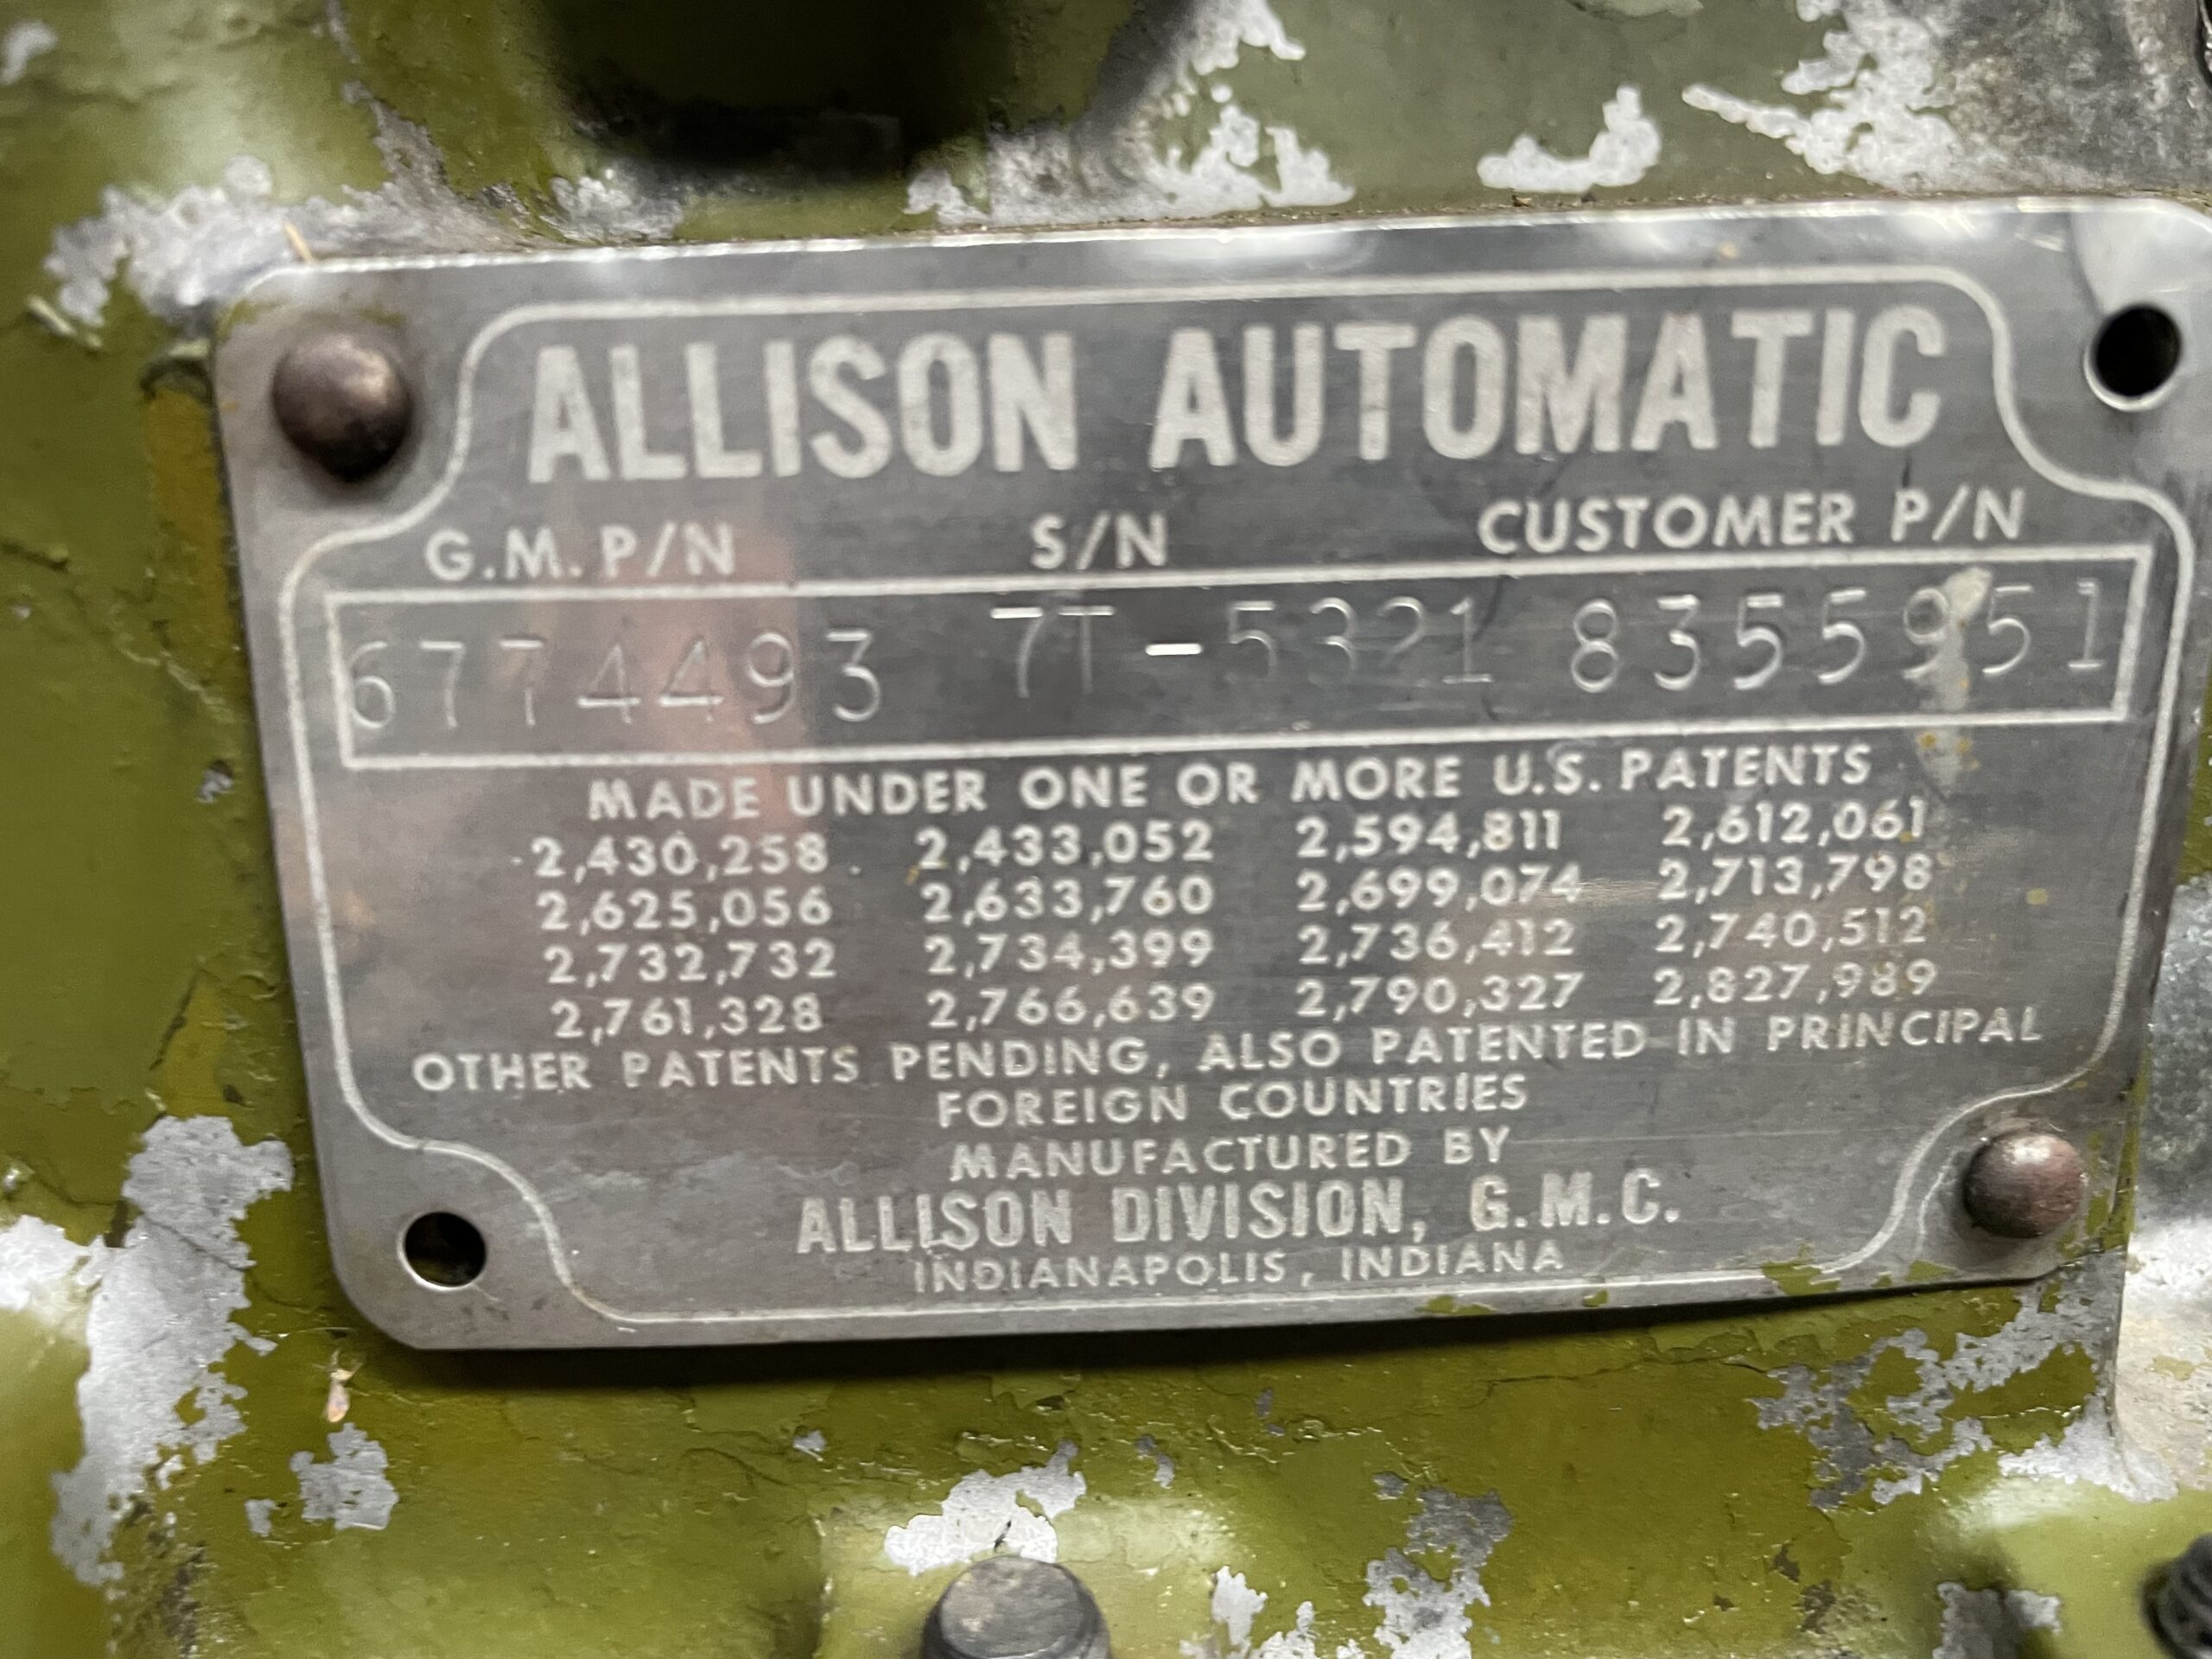 ALLISON AUTOMATIC
G.M. P/N S/N CUSTOMER P/N
6774493 7T-5321 8355951
MADE UNDER ONE OR MORE U.S. PATENTS
2,430,258 2,433,052 2,594,811 2,612,061
2,625,056 2,633,760 2,699,074 2,713,798
2,732,732 2,734,399 2,736,412 2,740,512
2,761,328 2,766,639 2,790,327 2,827,989
OTHER PATENTS PENDING, ALSO PATENTED IN PRINCIPAL
FOREIGN COUNTRIES
MANUFACTURED BY
ALLISON DIVISION, G.M.C.
INDIANAPOLIS, INDIANA